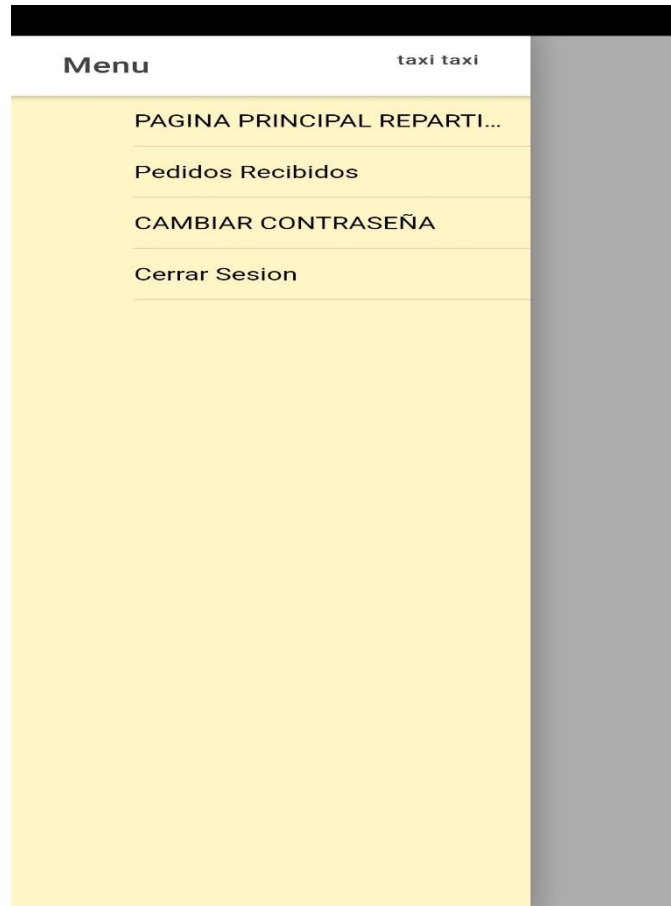 Menu taxi taxi
PAGINA PRINCIPAL REPARTI...
Pedidos Recibidos
CAMBIAR CONTRASEÑA
Cerrar Sesion